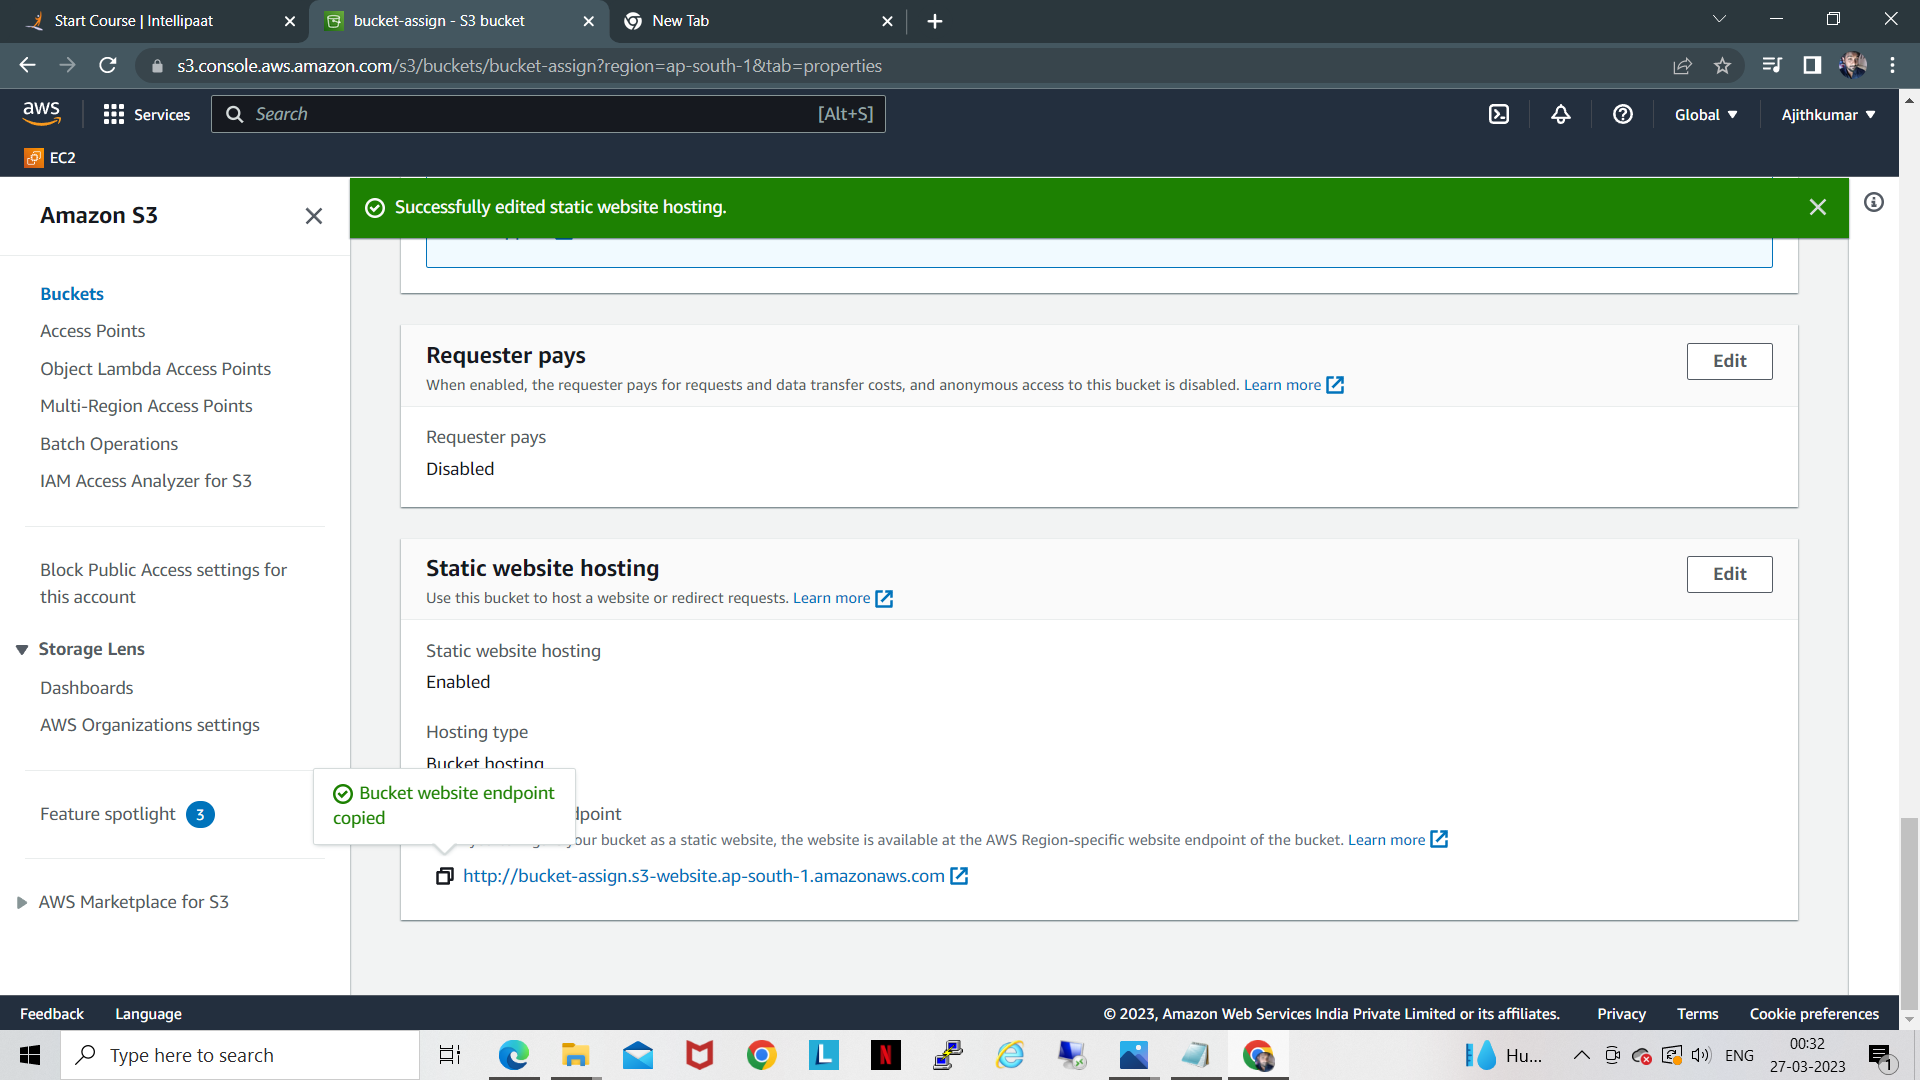 Start Course | Intellipaat
bucket-assign - S3 bucket
New Tab
s3.console.aws.amazon.com/s3/buckets/bucket-assign?region=ap-south-1&tab=properties
aws
Services
Search
[Alt+S]
Global
Ajithkumar
EC2
Amazon S3
Successfully edited static website hosting.
Buckets
Access Points
Object Lambda Access Points
Multi-Region Access Points
Batch Operations
IAM Access Analyzer for S3
Block Public Access settings for
this account
Storage Lens
Dashboards
AWS Organizations settings
Feature spotlight 3
AWS Marketplace for S3
Requester pays
Edit
When enabled, the requester pays for requests and data transfer costs, and anonymous access to this bucket is disabled. Learn more
Requester pays
Disabled
Static website hosting
Edit
Use this bucket to host a website or redirect requests. Learn more
Static website hosting
Enabled
Hosting type
Bucket hosting
Bucket website endpoint
copied
your bucket as a static website, the website is available at the AWS Region-specific website endpoint of the bucket. Learn more
http://bucket-assign.s3-website.ap-south-1.amazonaws.com
Feedback
Language
© 2023, Amazon Web Services India Private Limited or its affiliates.
Privacy
Terms
Cookie preferences
Type here to search
L
N
Hu...
ENG
00:32
27-03-2023
1